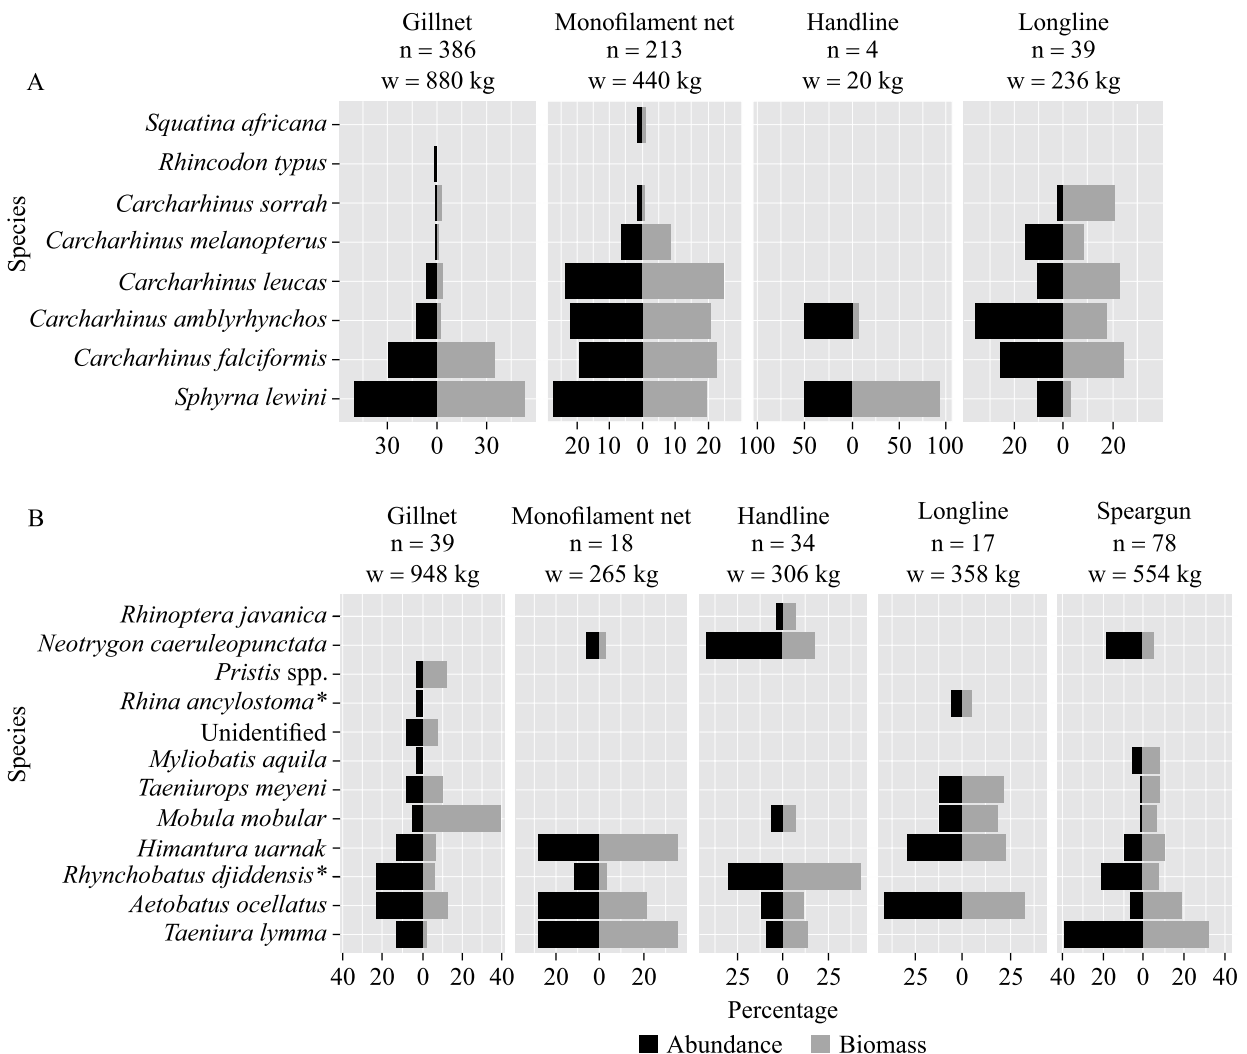 A
Gillnet
n = 386
w = 880 kg
Monofilament net
n = 213
w = 440 kg
Handline
n = 4
w = 20 kg
Longline
n = 39
w = 236 kg
Species
Squatina africana
Rhincodon typus
Carcharhinus sorrah
Carcharhinus melanopterus
Carcharhinus leucas
Carcharhinus amblyrhynchos
Carcharhinus falciformis
Sphyrna lewini
30 0 30
20 10 0 10 20
100 50 0 50 100
20 0 20
B
Gillnet
n = 39
w = 948 kg
Monofilament net
n = 18
w = 265 kg
Handline
n = 34
w = 306 kg
Longline
n = 17
w = 358 kg
Speargun
n = 78
w = 554 kg
Species
Rhinoptera javanica
Neotrygon caeruleopunctata
Pristis spp.
Rhina ancylostoma*
Unidentified
Myliobatis aquila
Taeniurops meyeni
Mobula mobular
Himantura uarnak
Rhynchobatus djiddensis*
Aetobatus ocellatus
Taeniura lymma
40 20 0 20 40
20 0 20
25 0 25
25 0 25
40 20 0 20 40
Percentage
Abundance Biomass